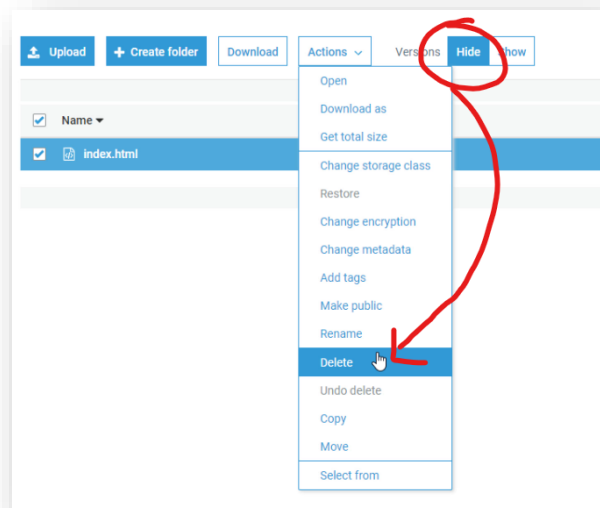 Upload Create folder Download Actions Versions Hide Show
Name
index.html
Open
Download as
Get total size
Change storage class
Restore
Change encryption
Change metadata
Add tags
Make public
Rename
Delete
Undo delete
Copy
Move
Select from